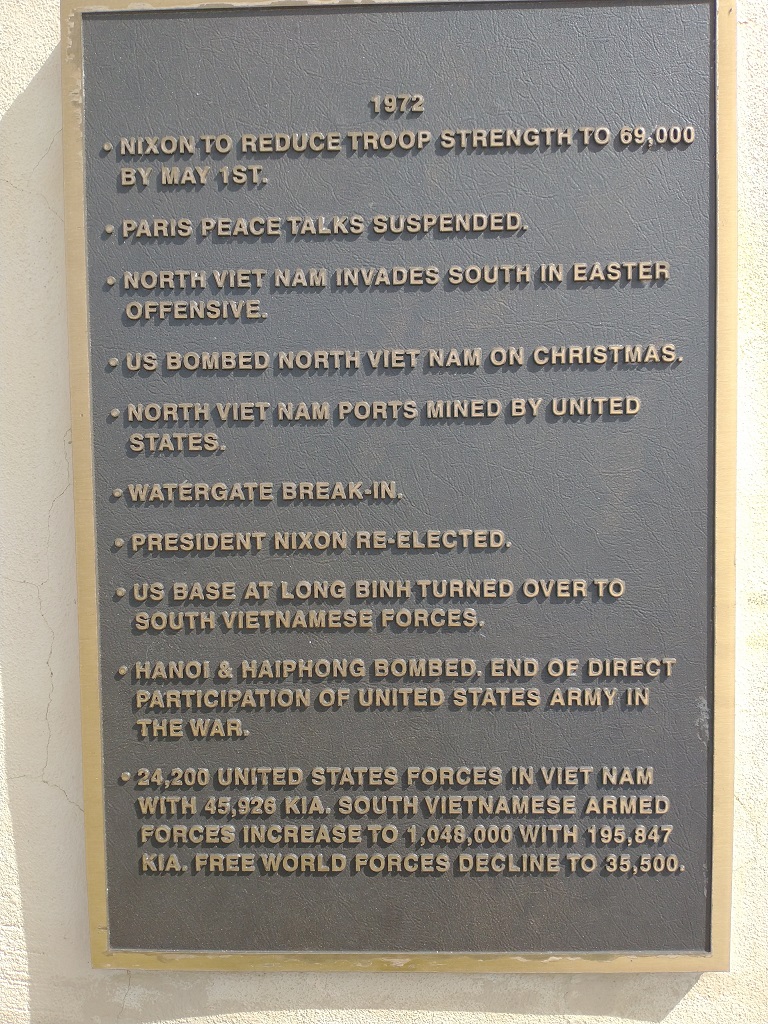 1972
• NIXON TO REDUCE TROOP STRENGTH TO 69,000
BY MAY 1ST.
• PARIS PEACE TALKS SUSPENDED.
• NORTH VIET NAM INVADES SOUTH IN EASTER
OFFENSIVE.
• US BOMBED NORTH VIET NAM ON CHRISTMAS.
• NORTH VIET NAM PORTS MINED BY UNITED
STATES.
• WATERGATE BREAK-IN.
• PRESIDENT NIXON RE-ELECTED.
• US BASE AT LONG BINH TURNED OVER TO
SOUTH VIETNAMESE FORCES.
• HANOI & HAIPHONG BOMBED. END OF DIRECT
PARTICIPATION OF UNITED STATES ARMY IN
THE WAR.
• 24,200 UNITED STATES FORCES IN VIET NAM
WITH 45,926 KIA. SOUTH VIETNAMESE ARMED
FORCES INCREASE TO 1,048,000 WITH 195,847
KIA. FREE WORLD FORCES DECLINE TO 35,500.